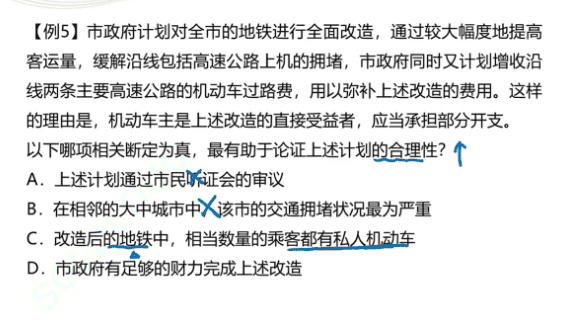 【例5】市政府计划对全市的地铁进行全面改造，通过较大幅度地提高
客运量，缓解沿线包括高速公路上机的拥堵，市政府同时又计划增收沿
线两条主要高速公路的机动车过路费，用以弥补上述改造的费用。这样
的理由是，机动车主是上述改造的直接受益者，应当承担部分开支。
以下哪项相关断定为真，最有助于论证上述计划的合理性？
A．上述计划通过市民听证会的审议
B．在相邻的大中城市中，该市的交通拥堵状况最为严重
C．改造后的地铁中，相当数量的乘客都有私人机动车
D．市政府有足够的财力完成上述改造